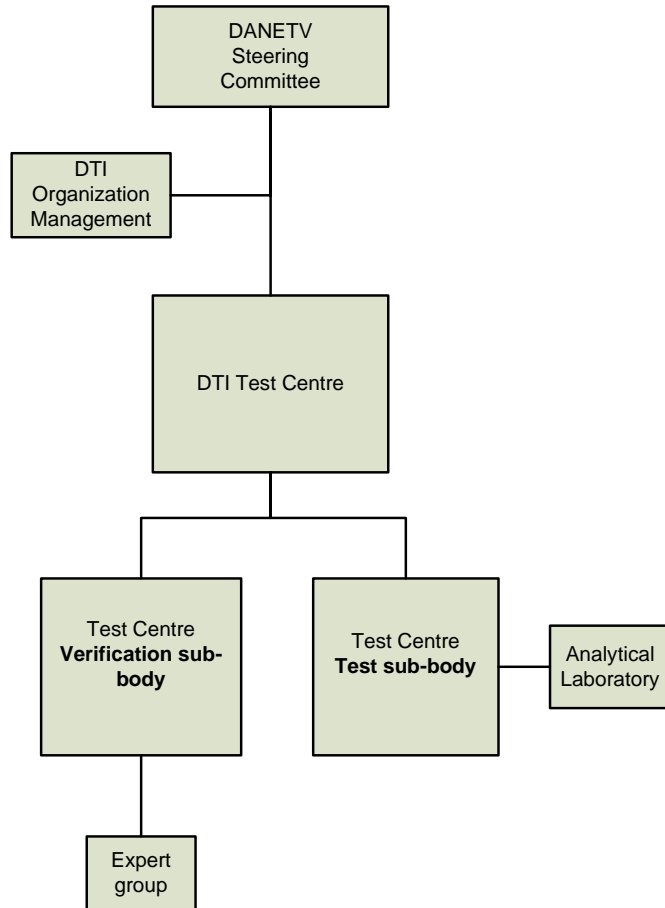 DANETV
Steering
Committee
DTI
Organization
Management
DTI Test Centre
Test Centre
Verification sub-
body
Test Centre
Test sub-body
Analytical
Laboratory
Expert
group